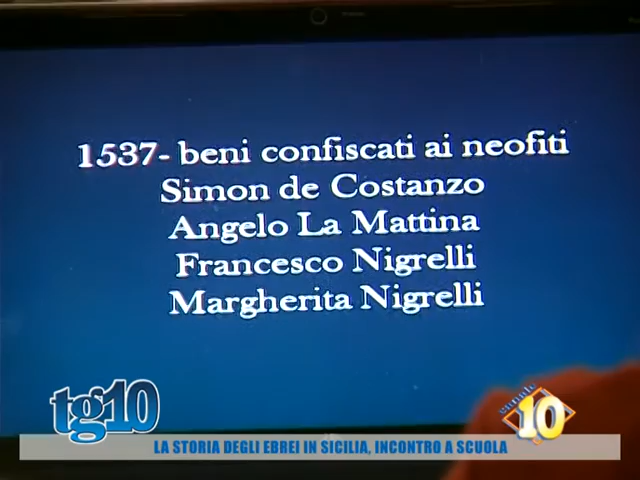 1537- beni confiscati ai neofiti
Simon de Costanzo
Angelo La Mattina
Francesco Nigrelli
Margherita Nigrelli
tg10
canale
10
LA STORIA DEGLI EBREI IN SICILIA, INCONTRO A SCUOLA